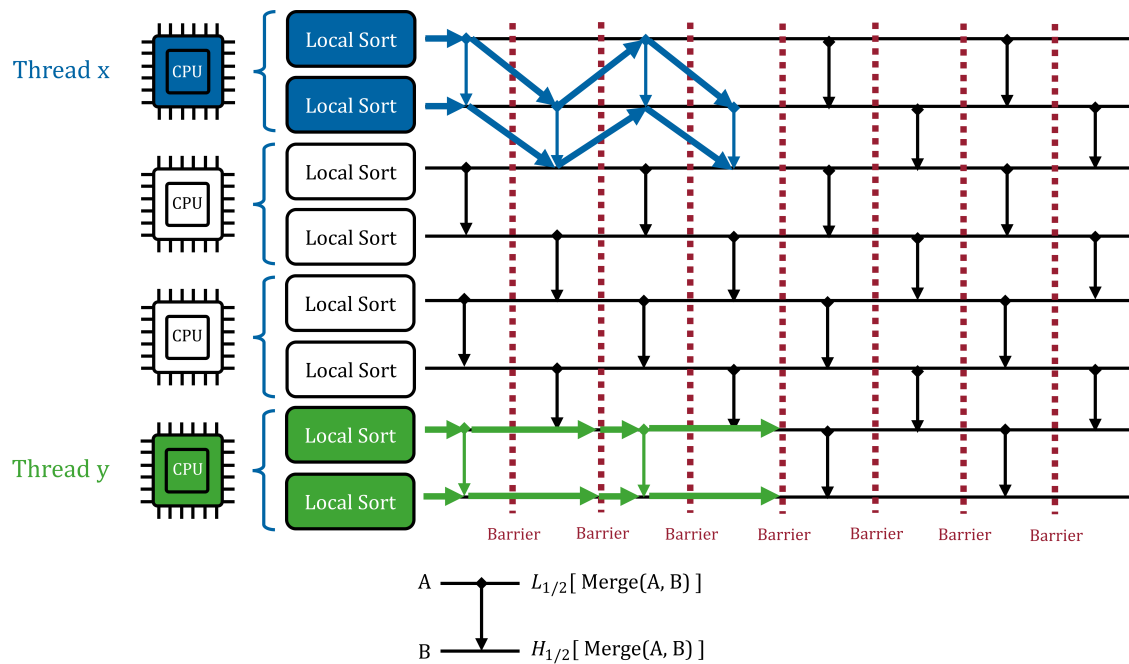 Thread x
CPU
Local Sort
Local Sort
CPU
Local Sort
Local Sort
CPU
Local Sort
Local Sort
Thread y
CPU
Local Sort
Local Sort
Barrier Barrier Barrier Barrier Barrier Barrier Barrier
A L1/2[ Merge(A, B) ]
B H1/2[ Merge(A, B) ]